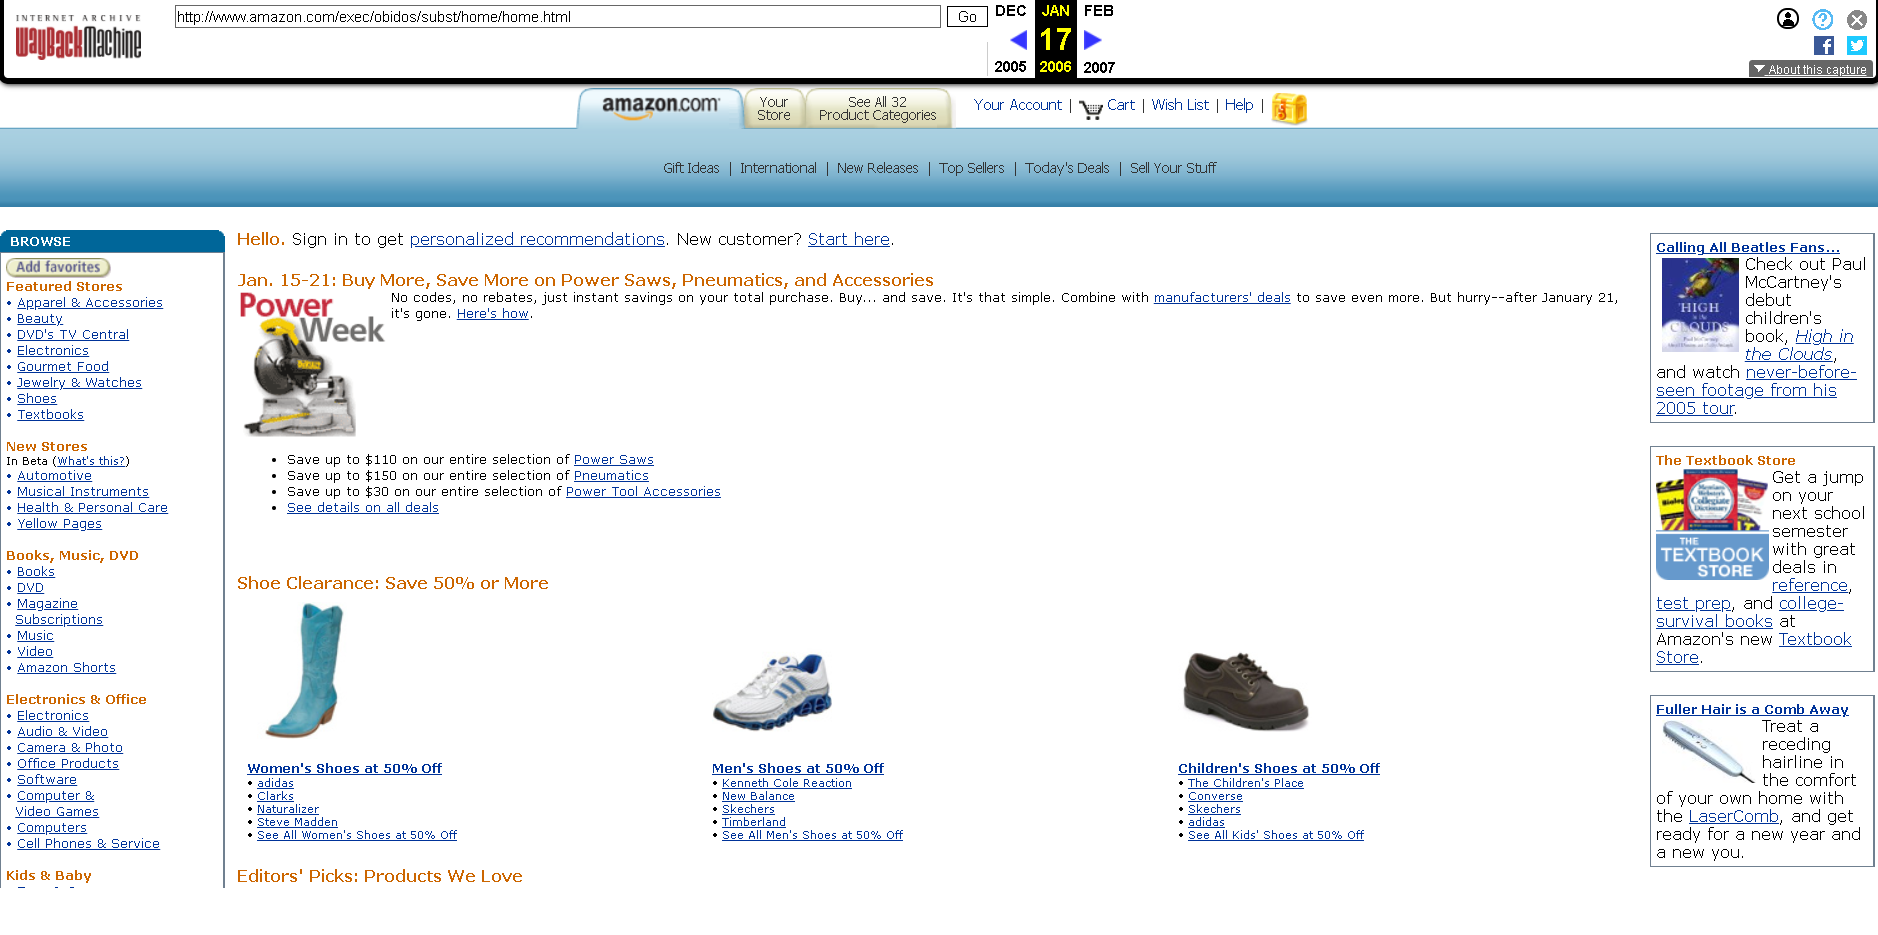 INTERNET ARCHIVE
WayBackMachine
http://www.amazon.com/exec/obidos/subst/home/home.html
Go
DEC JAN FEB
17
2005 2006 2007
f
About this capture
amazon.com
Your Store
See All 32 Product Categories
Your Account | Cart | Wish List | Help |
Gift Ideas | International | New Releases | Top Sellers | Today's Deals | Sell Your Stuff
BROWSE
Add favorites
Featured Stores
• Apparel & Accessories
• Beauty
• DVD's TV Central
• Electronics
• Gourmet Food
• Jewelry & Watches
• Shoes
• Textbooks
New Stores
In Beta (What's this?)
• Automotive
• Musical Instruments
• Health & Personal Care
• Yellow Pages
Books, Music, DVD
• Books
• DVD
• Magazine
Subscriptions
• Music
• Video
• Amazon Shorts
Electronics & Office
• Electronics
• Audio & Video
• Camera & Photo
• Office Products
• Software
• Computer &
Video Games
• Computers
• Cell Phones & Service
Kids & Baby
Hello. Sign in to get personalized recommendations. New customer? Start here.
Jan. 15-21: Buy More, Save More on Power Saws, Pneumatics, and Accessories
Power
Week
No codes, no rebates, just instant savings on your total purchase. Buy... and save. It's that simple. Combine with manufacturers' deals to save even more. But hurry--after January 21,
it's gone. Here's how.
• Save up to $110 on our entire selection of Power Saws
• Save up to $150 on our entire selection of Pneumatics
• Save up to $30 on our entire selection of Power Tool Accessories
• See details on all deals
Shoe Clearance: Save 50% or More
Women's Shoes at 50% Off
• adidas
• Clarks
• Naturalizer
• Steve Madden
• See All Women's Shoes at 50% Off
Men's Shoes at 50% Off
• Kenneth Cole Reaction
• New Balance
• Skechers
• Timberland
• See All Men's Shoes at 50% Off
Children's Shoes at 50% Off
• The Children's Place
• Converse
• Skechers
• adidas
• See All Kids' Shoes at 50% Off
Editors' Picks: Products We Love
Calling All Beatles Fans...
HIGH
in the
CLOUDS
Check out Paul
McCartney's
debut
children's
book, High in
the Clouds,
and watch never-before-
seen footage from his
2005 tour.
The Textbook Store
Merriam-
Webster's
Collegiate
Dictionary
THE
TEXTBOOK
STORE
Get a jump
on your
next school
semester
with great
deals in
reference,
test prep, and college-
survival books at
Amazon's new Textbook
Store.
Fuller Hair is a Comb Away
Treat a
receding
hairline in
the comfort
of your own home with
the LaserComb, and get
ready for a new year and
a new you.